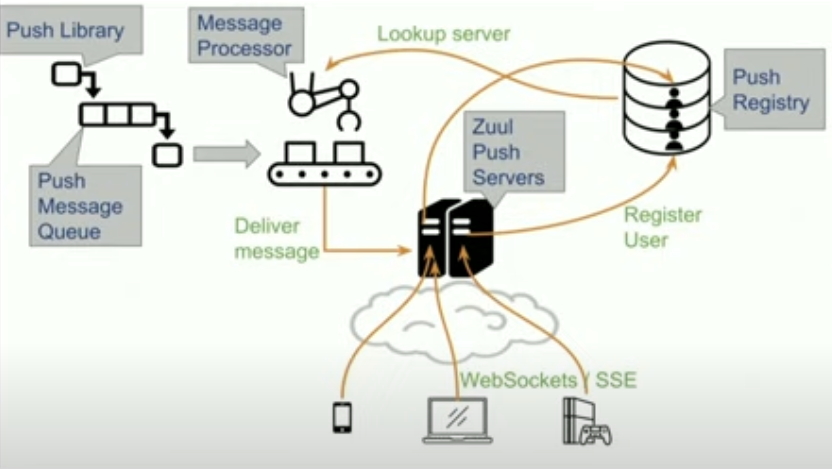 Push Library
Message
Processor
Lookup server
Push
Registry
Zuul
Push
Servers
Push
Message
Queue
Deliver
message
Register
User
WebSockets / SSE